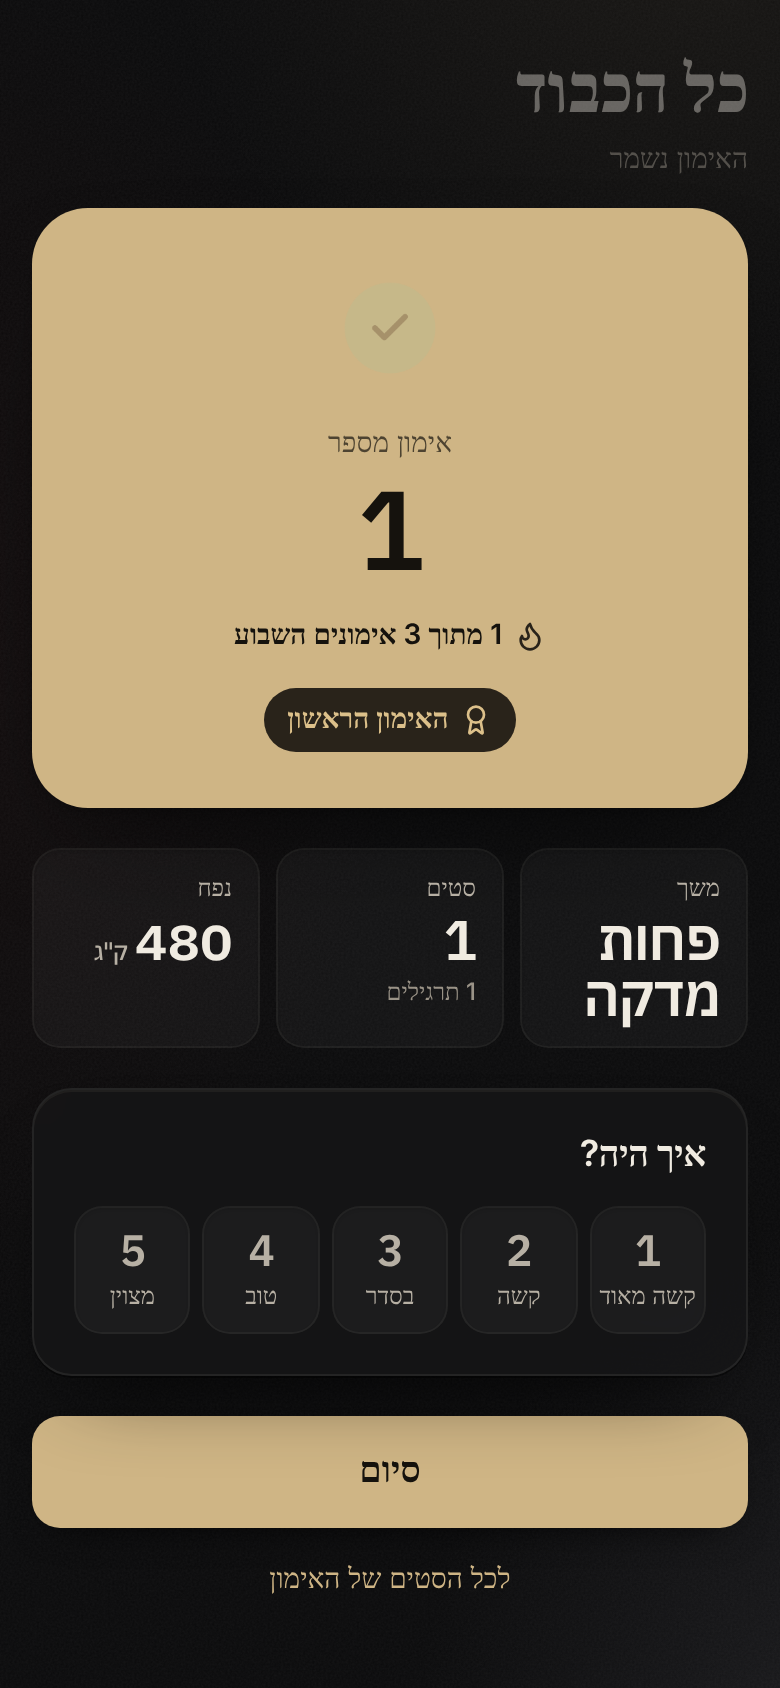 כל הכבוד
האימון נשמר
אימון מספר
1
1 מתוך 3 אימונים השבוע
האימון הראשון
משך
פחות
מדקה
סטים
1
1 תרגילים
נפח
480 ק"ג
איך היה?
1
קשה מאוד
2
קשה
3
בסדר
4
טוב
5
מצוין
סיום
לכל הסטים של האימון